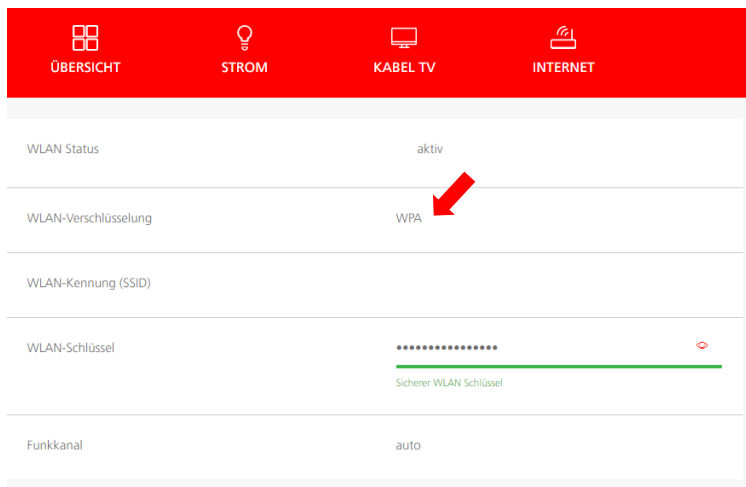 ÜBERSICHT STROM KABEL TV INTERNET
WLAN Status aktiv
WLAN-Verschlüsselung WPA
WLAN-Kennung (SSID)
WLAN-Schlüssel ••••••••••••••••
Sicherer WLAN Schlüssel
Funkkanal auto